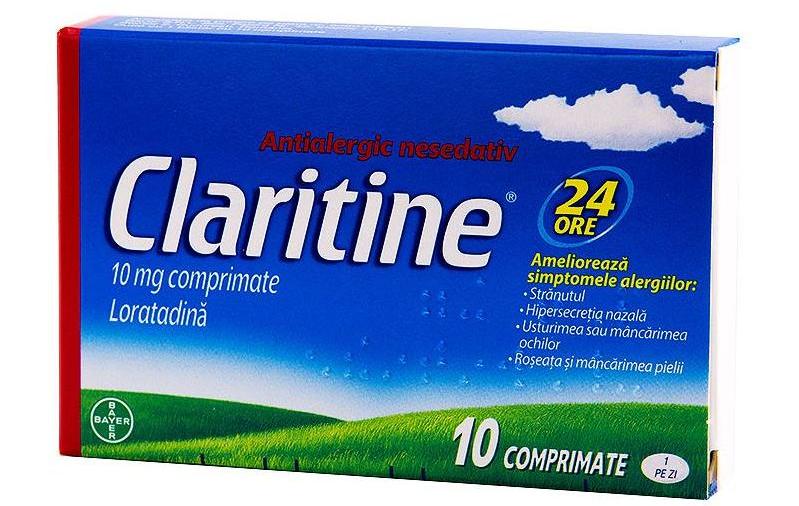 Antialergic nesedativ
Claritine®
10 mg comprimate
Loratadină
24
ORE
Ameliorează
simptomele alergiilor:
• Strănutul
• Hipersecreția nazală
• Usturimea sau mâncărimea
ochilor
• Roșeața și mâncărimea pielii
BAYER
BAYER
10 COMPRIMATE
1
PE ZI